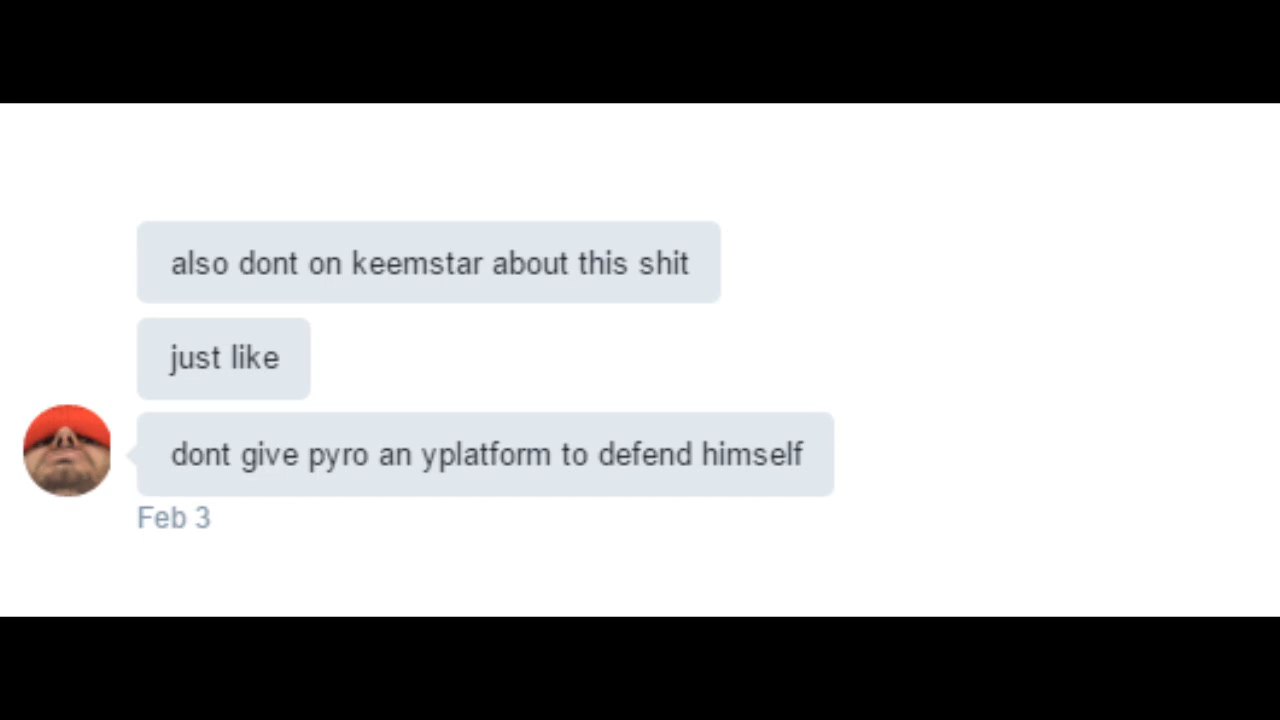 also dont on keemstar about this shit
just like
dont give pyro an yplatform to defend himself
Feb 3